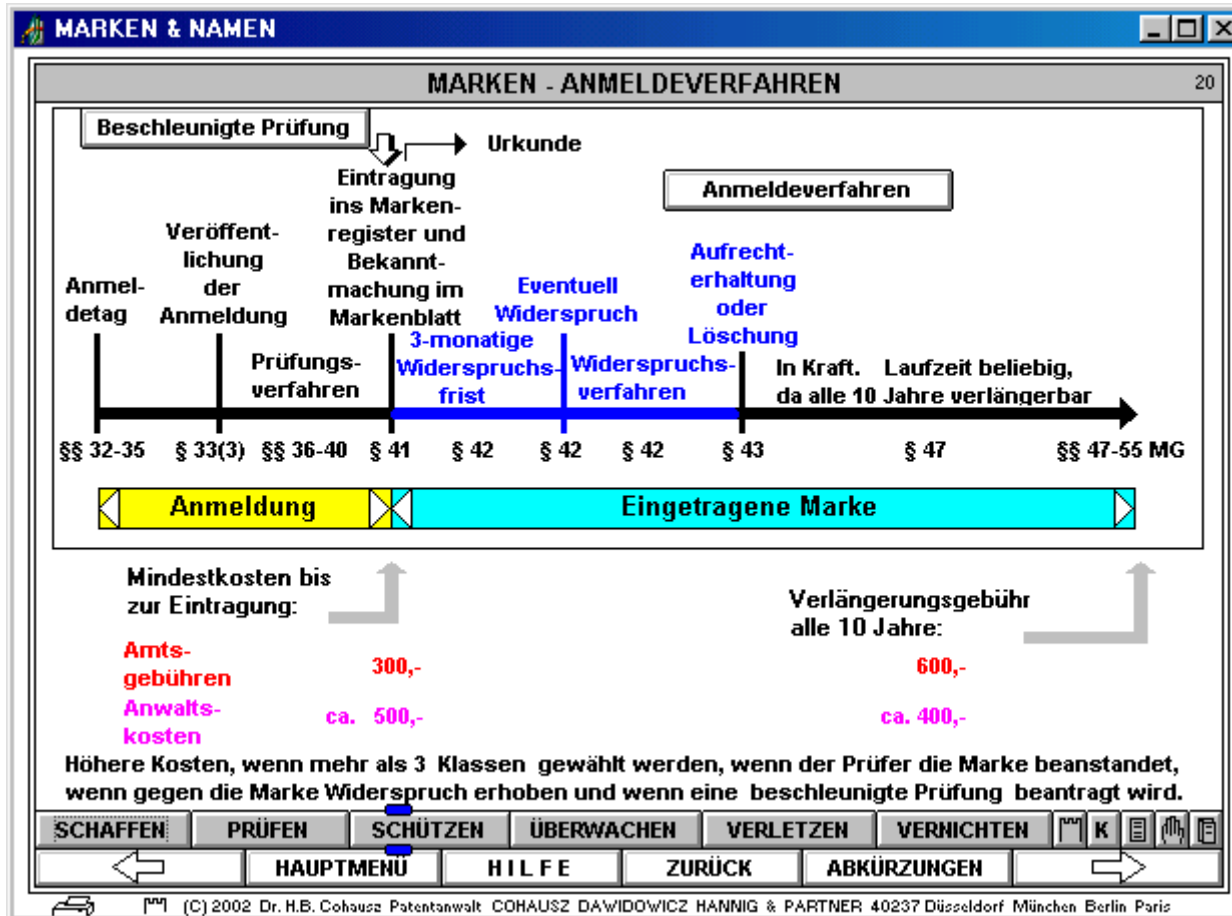 MARKEN & NAMEN
MARKEN - ANMELDEVERFAHREN 20
Beschleunigte Prüfung
Urkunde
Anmeldeverfahren
Anmel-
detag
Veröffent-
lichung
der
Anmeldung
Eintragung
ins Marken-
register und
Bekannt-
machung im
Markenblatt
Eventuell
Widerspruch
Aufrecht-
erhaltung
oder
Löschung
Prüfungs-
verfahren
3-monatige
Widerspruchs-
frist
Widerspruchs-
verfahren
In Kraft. Laufzeit beliebig,
da alle 10 Jahre verlängerbar
§§ 32-35 § 33(3) §§ 36-40 § 41 § 42 § 42 § 42 § 43 § 47 §§ 47-55 MG
Anmeldung Eingetragene Marke
Mindestkosten bis
zur Eintragung:
Verlängerungsgebühr
alle 10 Jahre:
Amts-
gebühren 300,- 600,-
Anwalts-
kosten ca. 500,- ca. 400,-
Höhere Kosten, wenn mehr als 3 Klassen gewählt werden, wenn der Prüfer die Marke beanstandet,
wenn gegen die Marke Widerspruch erhoben und wenn eine beschleunigte Prüfung beantragt wird.
SCHAFFEN PRÜFEN SCHÜTZEN ÜBERWACHEN VERLETZEN VERNICHTEN K
HAUPTMENÜ HILFE ZURÜCK ABKÜRZUNGEN
(C) 2002 Dr. H.B. Cohausz Patentanwalt COHAUSZ DAWIDOWICZ HANNIG & PARTNER 40237 Düsseldorf München Berlin Paris